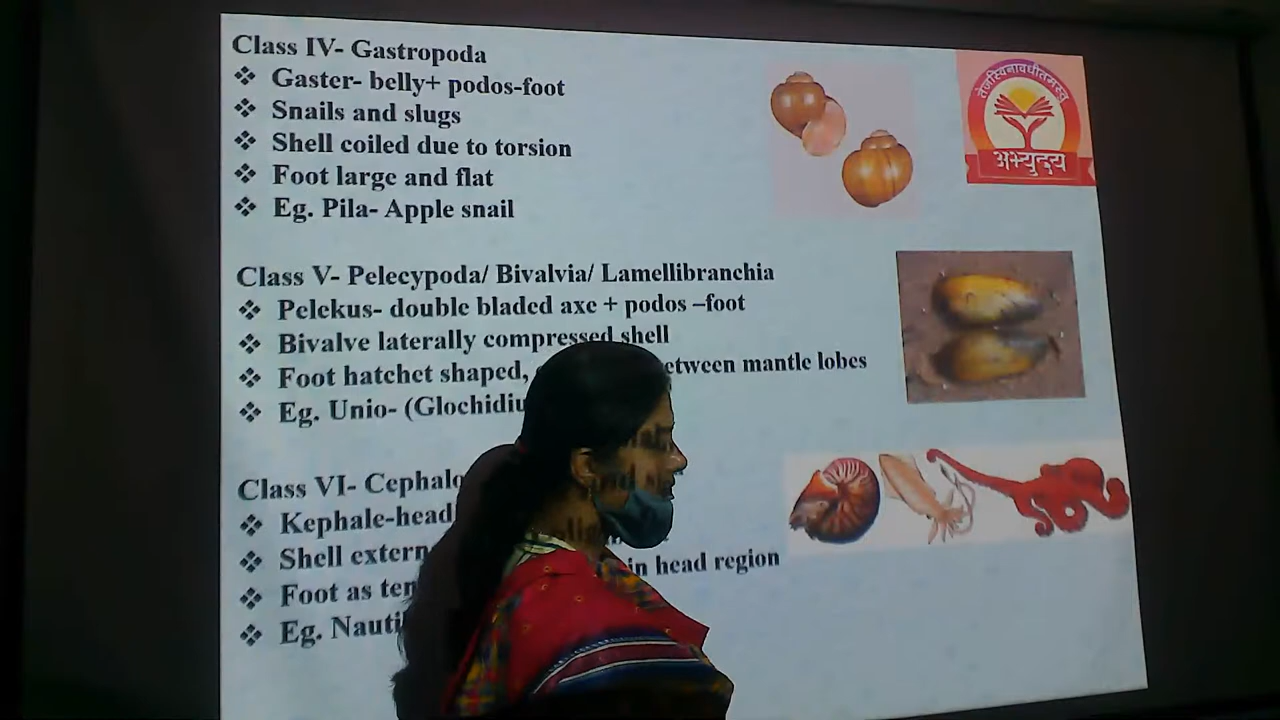 Class IV- Gastropoda
❖ Gaster- belly+ podos-foot
❖ Snails and slugs
❖ Shell coiled due to torsion
❖ Foot large and flat
❖ Eg. Pila- Apple snail
तेजस्विनावधीतमस्तु
अभ्युदय
Class V- Pelecypoda/ Bivalvia/ Lamellibranchia
❖ Pelekus- double bladed axe + podos –foot
❖ Bivalve laterally compressed shell
❖ Foot hatchet shaped, etween mantle lobes
❖ Eg. Unio- (Glochidiu
Class VI- Cephalo
❖ Kephale-head
❖ Shell extern in head region
❖ Foot as ten
❖ Eg. Nauti